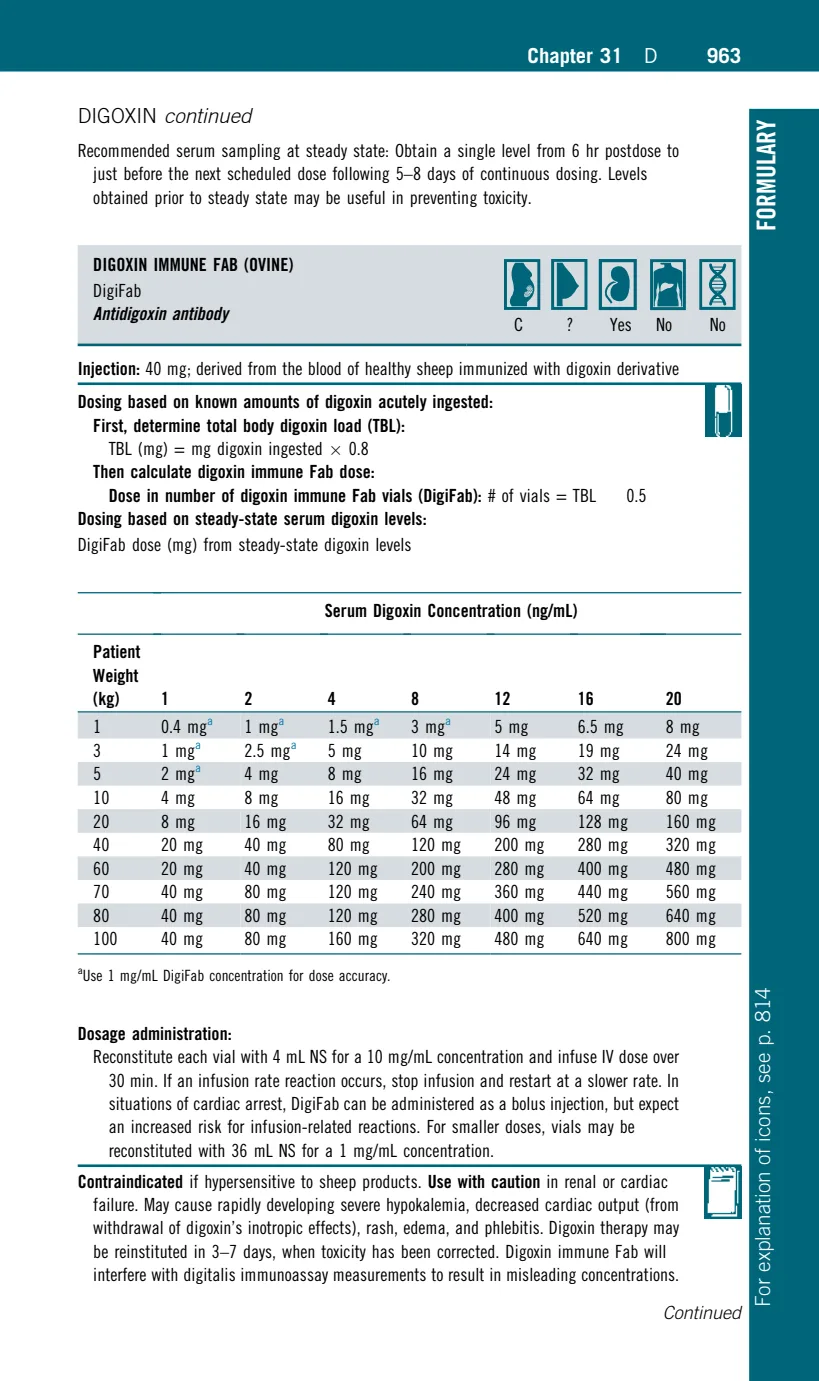 Chapter 31 D 963
DIGOXIN continued
Recommended serum sampling at steady state: Obtain a single level from 6 hr postdose to
just before the next scheduled dose following 5–8 days of continuous dosing. Levels
obtained prior to steady state may be useful in preventing toxicity.
DIGOXIN IMMUNE FAB (OVINE)
DigiFab
Antidigoxin antibody
C ? Yes No No
Injection: 40 mg; derived from the blood of healthy sheep immunized with digoxin derivative
Dosing based on known amounts of digoxin acutely ingested:
First, determine total body digoxin load (TBL):
TBL (mg) = mg digoxin ingested × 0.8
Then calculate digoxin immune Fab dose:
Dose in number of digoxin immune Fab vials (DigiFab): # of vials = TBL 0.5
Dosing based on steady-state serum digoxin levels:
DigiFab dose (mg) from steady-state digoxin levels
Serum Digoxin Concentration (ng/mL)
Patient
Weight
(kg) 1 2 4 8 12 16 20
1 0.4 mgᵃ 1 mgᵃ 1.5 mgᵃ 3 mgᵃ 5 mg 6.5 mg 8 mg
3 1 mgᵃ 2.5 mgᵃ 5 mg 10 mg 14 mg 19 mg 24 mg
5 2 mgᵃ 4 mg 8 mg 16 mg 24 mg 32 mg 40 mg
10 4 mg 8 mg 16 mg 32 mg 48 mg 64 mg 80 mg
20 8 mg 16 mg 32 mg 64 mg 96 mg 128 mg 160 mg
40 20 mg 40 mg 80 mg 120 mg 200 mg 280 mg 320 mg
60 20 mg 40 mg 120 mg 200 mg 280 mg 400 mg 480 mg
70 40 mg 80 mg 120 mg 240 mg 360 mg 440 mg 560 mg
80 40 mg 80 mg 120 mg 280 mg 400 mg 520 mg 640 mg
100 40 mg 80 mg 160 mg 320 mg 480 mg 640 mg 800 mg
ᵃUse 1 mg/mL DigiFab concentration for dose accuracy.
Dosage administration:
Reconstitute each vial with 4 mL NS for a 10 mg/mL concentration and infuse IV dose over
30 min. If an infusion rate reaction occurs, stop infusion and restart at a slower rate. In
situations of cardiac arrest, DigiFab can be administered as a bolus injection, but expect
an increased risk for infusion-related reactions. For smaller doses, vials may be
reconstituted with 36 mL NS for a 1 mg/mL concentration.
Contraindicated if hypersensitive to sheep products. Use with caution in renal or cardiac
failure. May cause rapidly developing severe hypokalemia, decreased cardiac output (from
withdrawal of digoxin's inotropic effects), rash, edema, and phlebitis. Digoxin therapy may
be reinstituted in 3–7 days, when toxicity has been corrected. Digoxin immune Fab will
interfere with digitalis immunoassay measurements to result in misleading concentrations.
Continued
FORMULARY
For explanation of icons, see p. 814